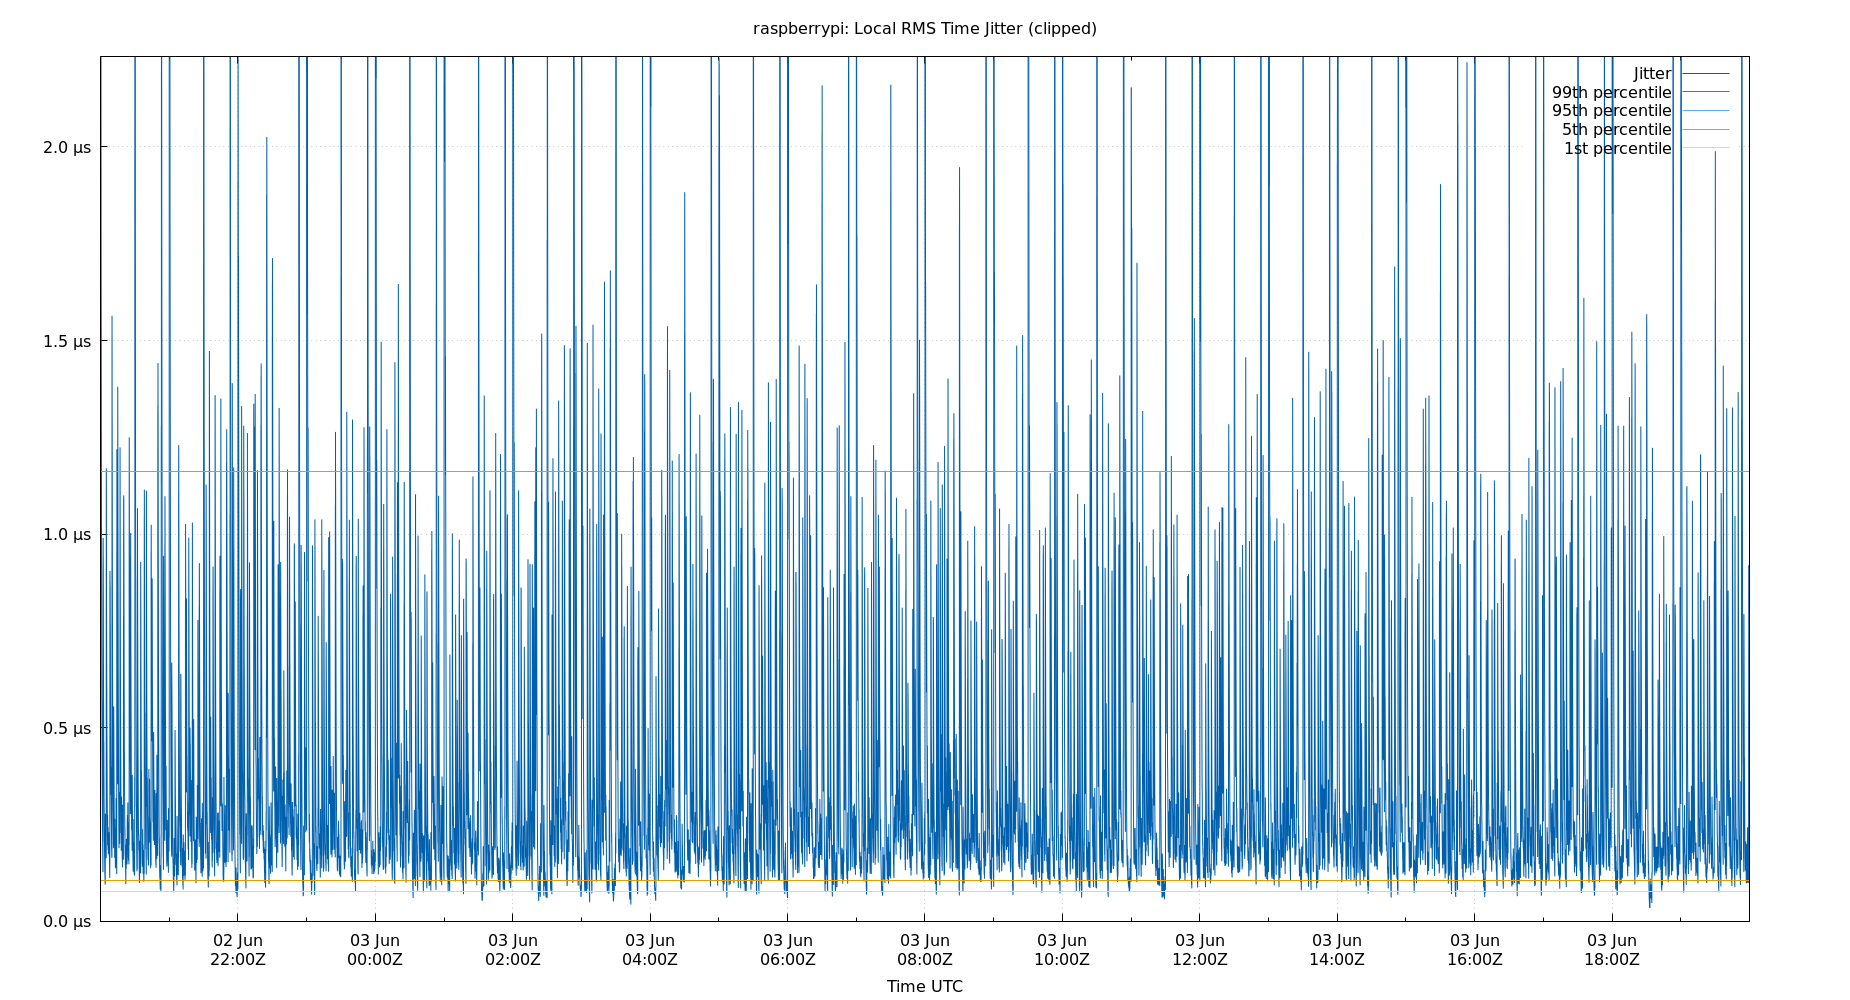 raspberrypi: Local RMS Time Jitter (clipped)
Jitter
99th percentile
95th percentile
5th percentile
1st percentile
2.0 µs
1.5 µs
1.0 µs
0.5 µs
0.0 µs
02 Jun 03 Jun 03 Jun 03 Jun 03 Jun 03 Jun 03 Jun 03 Jun 03 Jun 03 Jun 03 Jun
22:00Z 00:00Z 02:00Z 04:00Z 06:00Z 08:00Z 10:00Z 12:00Z 14:00Z 16:00Z 18:00Z
Time UTC